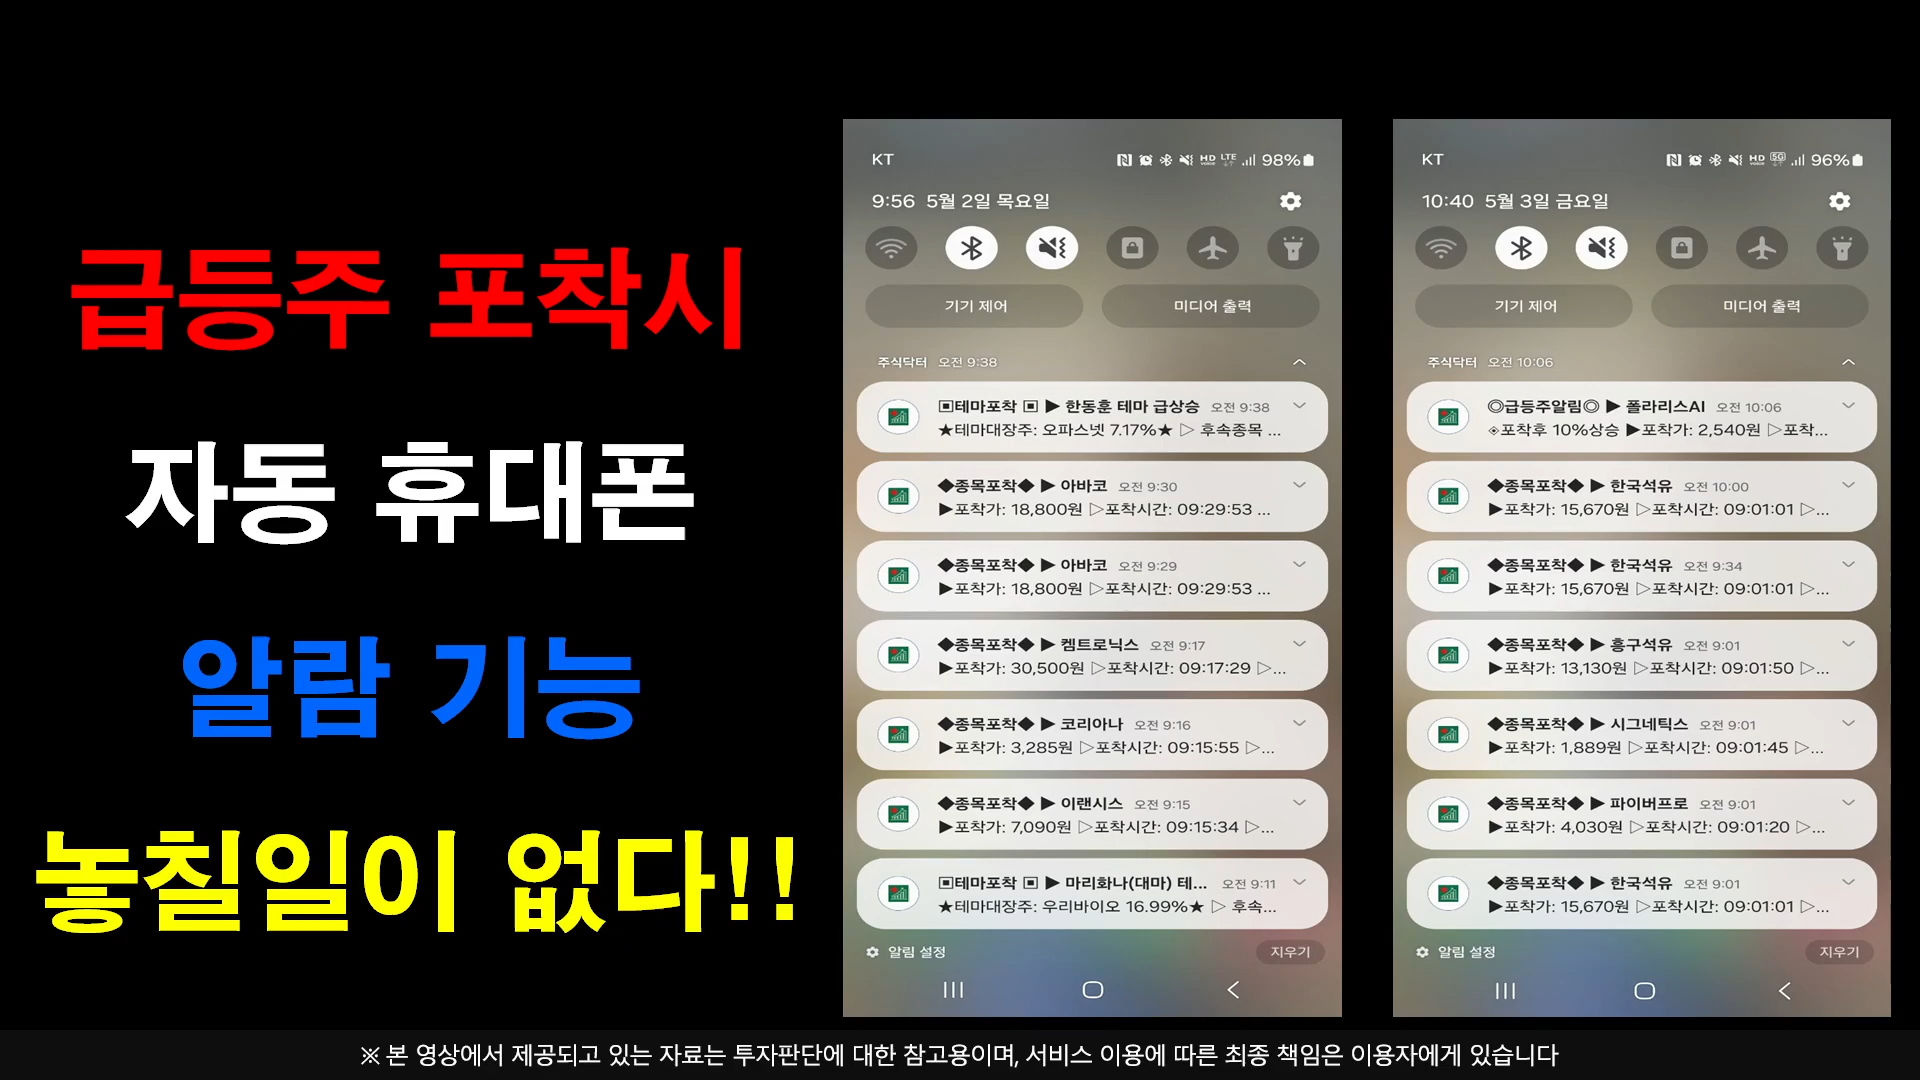 급등주 포착시
자동 휴대폰
알람 기능
놓칠일이 없다!!
KT
HD VOICE LTE 98%
9:56 5월 2일 목요일
기기 제어 미디어 출력
주식닥터 오전 9:38
▣테마포착 ▣ ▶ 한동훈 테마 급상승 오전 9:38
★테마대장주: 오파스넷 7.17%★ ▷ 후속종목 ...
◆종목포착◆ ▶ 아바코 오전 9:30
▶포착가: 18,800원 ▷포착시간: 09:29:53 ...
◆종목포착◆ ▶ 아바코 오전 9:29
▶포착가: 18,800원 ▷포착시간: 09:29:53 ...
◆종목포착◆ ▶ 켐트로닉스 오전 9:17
▶포착가: 30,500원 ▷포착시간: 09:17:29 ▷...
◆종목포착◆ ▶ 코리아나 오전 9:16
▶포착가: 3,285원 ▷포착시간: 09:15:55 ▷...
◆종목포착◆ ▶ 이랜시스 오전 9:15
▶포착가: 7,090원 ▷포착시간: 09:15:34 ▷...
▣테마포착 ▣ ▶ 마리화나(대마) 테... 오전 9:11
★테마대장주: 우리바이오 16.99%★ ▷ 후속...
알림 설정 지우기
KT
HD VOICE 5G 96%
10:40 5월 3일 금요일
기기 제어 미디어 출력
주식닥터 오전 10:06
◎급등주알림◎ ▶ 폴라리스AI 오전 10:06
◈포착후 10%상승 ▶포착가: 2,540원 ▷포착...
◆종목포착◆ ▶ 한국석유 오전 10:00
▶포착가: 15,670원 ▷포착시간: 09:01:01 ▷...
◆종목포착◆ ▶ 한국석유 오전 9:34
▶포착가: 15,670원 ▷포착시간: 09:01:01 ▷...
◆종목포착◆ ▶ 흥구석유 오전 9:01
▶포착가: 13,130원 ▷포착시간: 09:01:50 ▷...
◆종목포착◆ ▶ 시그네틱스 오전 9:01
▶포착가: 1,889원 ▷포착시간: 09:01:45 ▷...
◆종목포착◆ ▶ 파이버프로 오전 9:01
▶포착가: 4,030원 ▷포착시간: 09:01:20 ▷...
◆종목포착◆ ▶ 한국석유 오전 9:01
▶포착가: 15,670원 ▷포착시간: 09:01:01 ▷...
알림 설정 지우기
※ 본 영상에서 제공되고 있는 자료는 투자판단에 대한 참고용이며, 서비스 이용에 따른 최종 책임은 이용자에게 있습니다